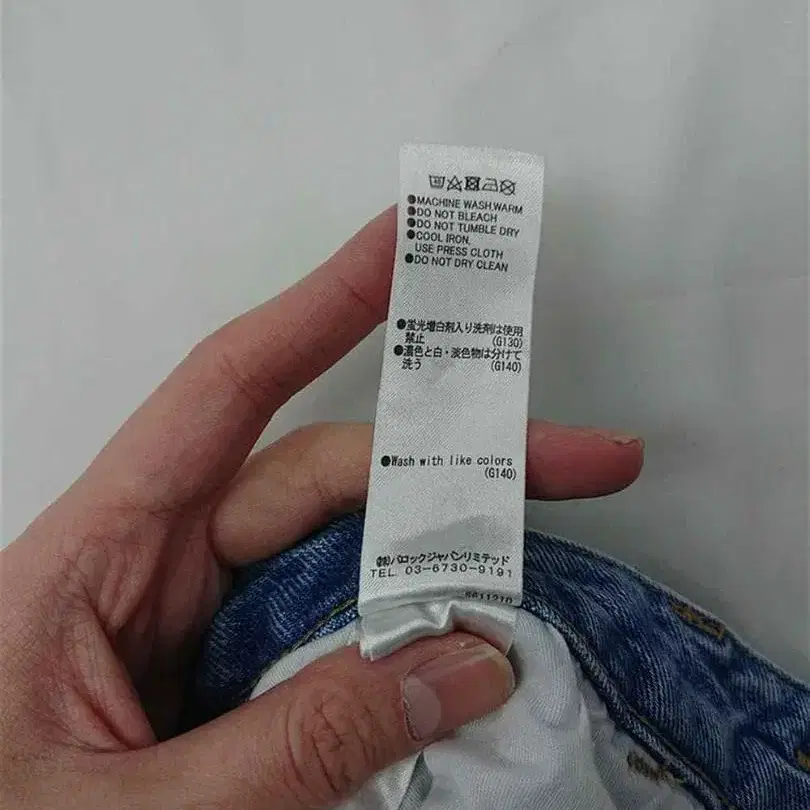 ●MACHINE WASH,WARM
●DO NOT BLEACH
●DO NOT TUMBLE DRY
●COOL IRON,
USE PRESS CLOTH
●DO NOT DRY CLEAN
●蛍光増白剤入り洗剤は使用
禁止 (G130)
●濃色と白・淡色物は分けて
洗う (G140)
●Wash with like colors
(G140)
㈱バロックジャパンリミテッド
TEL. 03-6730-9191